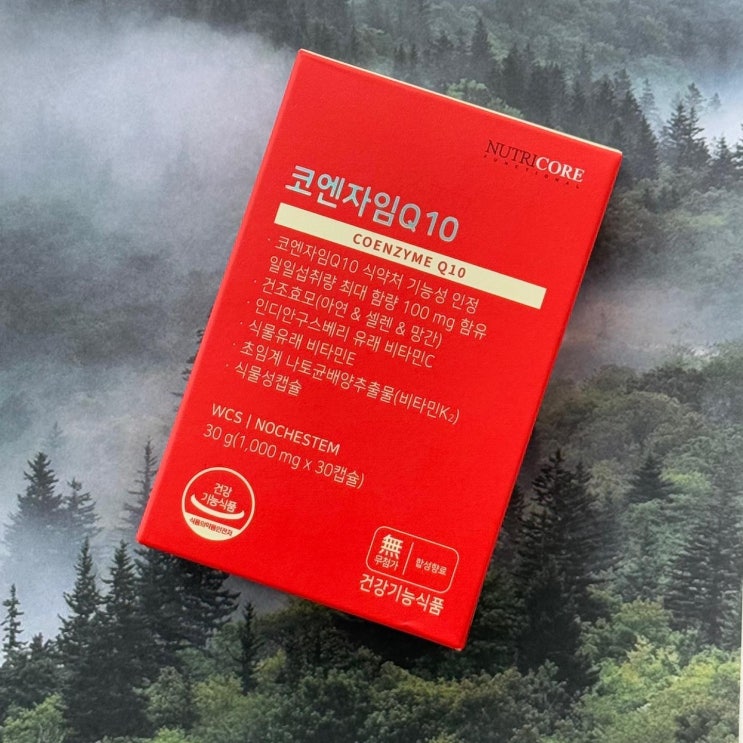 NUTRICORE
FUNCTIONAL
코엔자임Q10
COENZYME Q10
· 코엔자임Q10 식약처 기능성 인정
일일섭취량 최대 함량 100 mg 함유
· 건조효모(아연 & 셀렌 & 망간)
· 인디안구스베리 유래 비타민C
· 식물유래 비타민E
· 초임계 나토균배양추출물(비타민K₂)
· 식물성캡슐
WCS | NOCHESTEM
30 g(1,000 mg x 30캡슐)
건강
기능식품
식품의약품안전처
無
무첨가
합성향료
건강기능식품